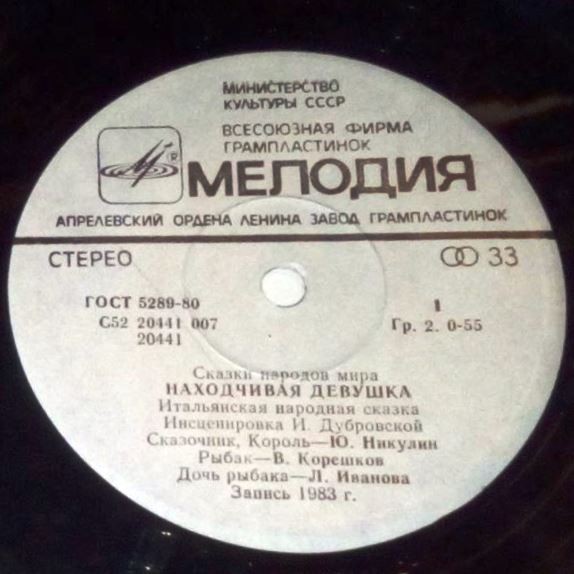 МИНИСТЕРСТВО
КУЛЬТУРЫ СССР
ВСЕСОЮЗНАЯ ФИРМА
ГРАМПЛАСТИНОК
® МЕЛОДИЯ
АПРЕЛЕВСКИЙ ОРДЕНА ЛЕНИНА ЗАВОД ГРАМПЛАСТИНОК
СТЕРЕО 33
ГОСТ 5289-80 1
С52 20441 007 Гр. 2. 0-55
20441
Сказки народов мира
НАХОДЧИВАЯ ДЕВУШКА
Итальянская народная сказка
Инсценировка И. Дубровской
Сказочник, Король—Ю. Никулин
Рыбак—В. Корешков
Дочь рыбака—Л. Иванова
Запись 1983 г.